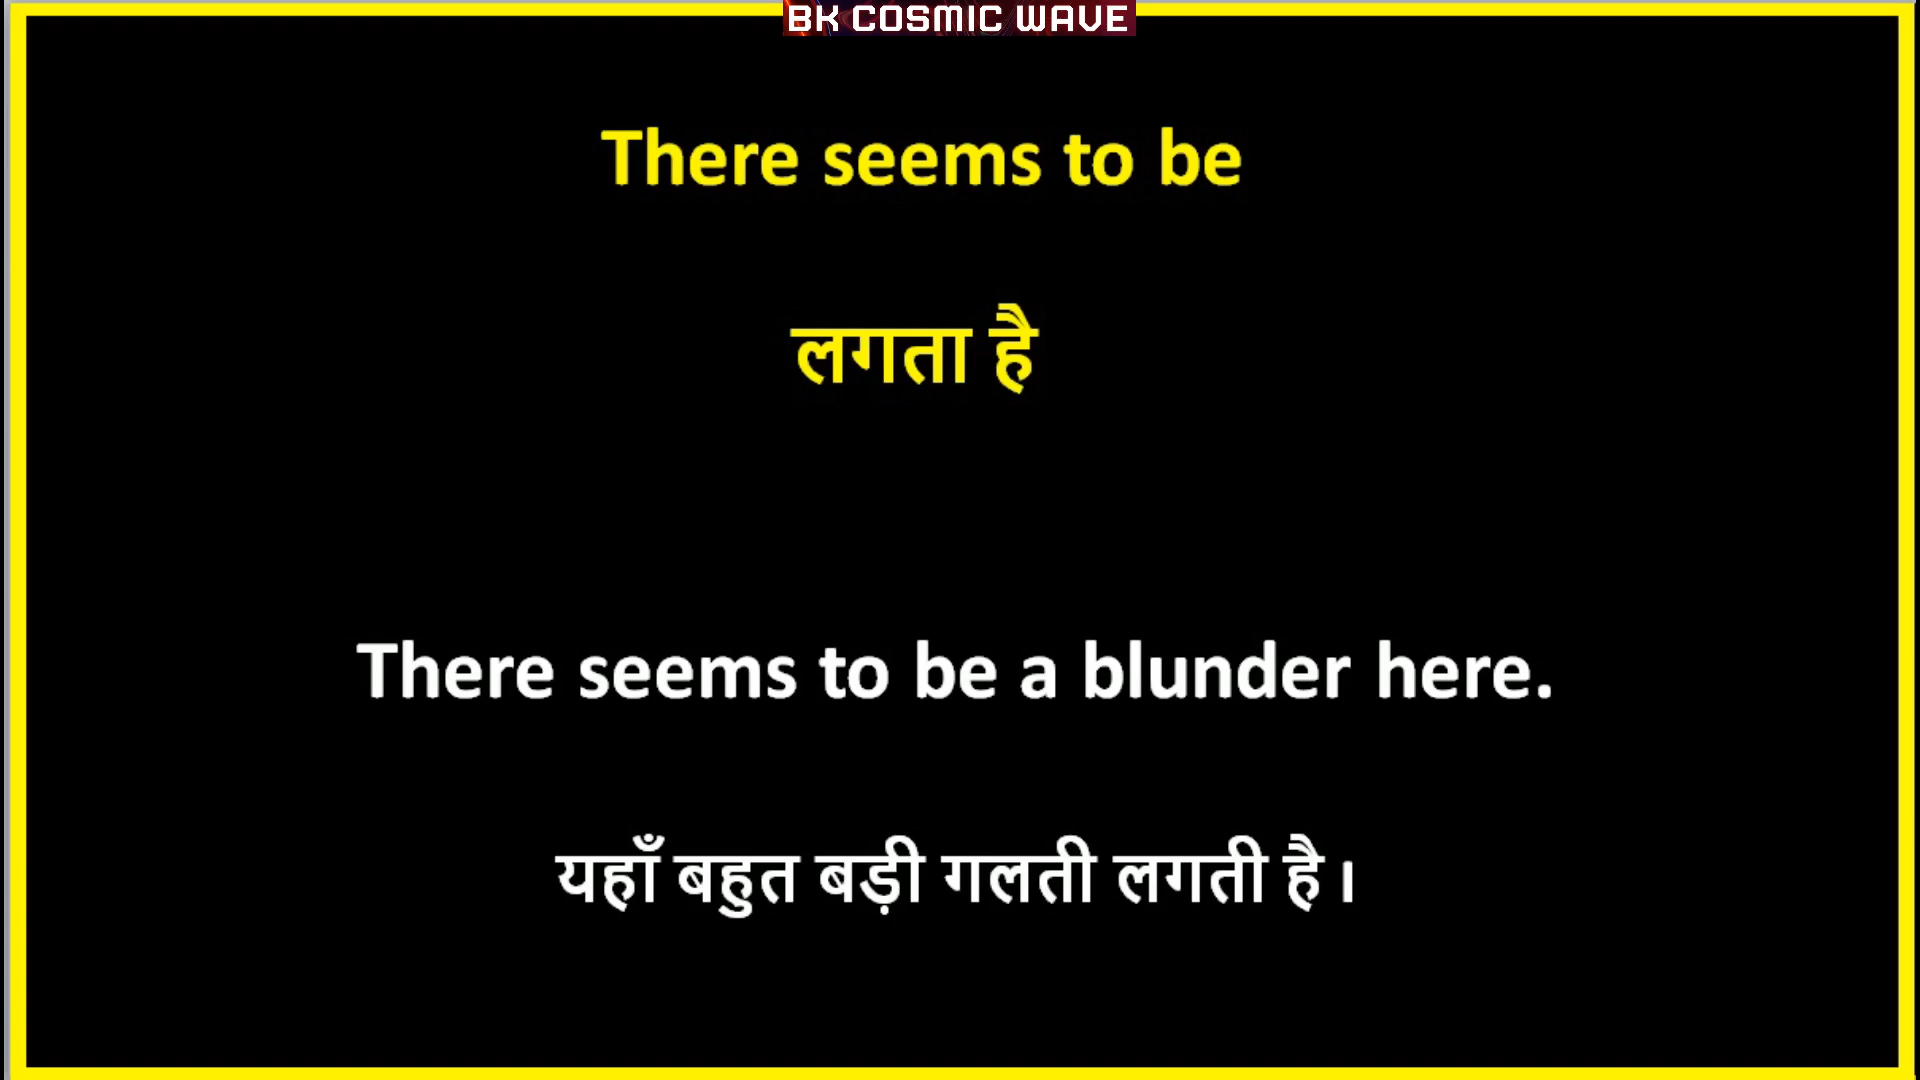 BK COSMIC WAVE
There seems to be
लगता है
There seems to be a blunder here.
यहाँ बहुत बड़ी गलती लगती है।